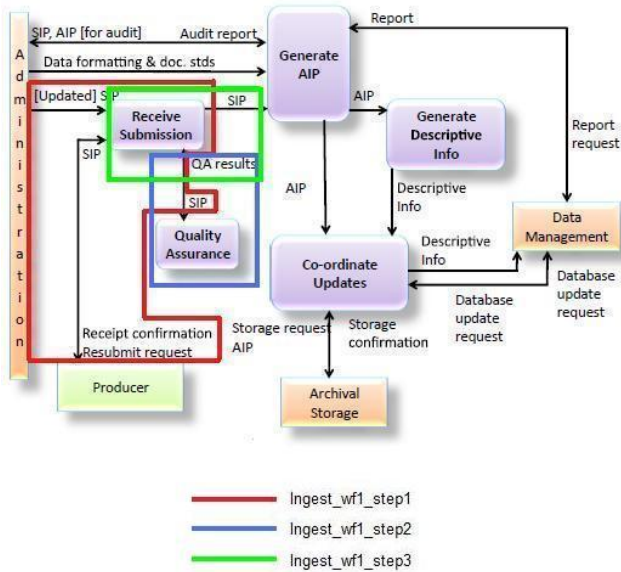 Administration
SIP, AIP [for audit]
Audit report
Report
Data formatting & doc. stds
Generate
AIP
[Updated] SIP
SIP
AIP
Receive
Submission
Generate
Descriptive
Info
Report
request
SIP
QA results
AIP
Descriptive
Info
SIP
Data
Management
Quality
Assurance
Co-ordinate
Updates
Descriptive
Info
Database
update
request
Database
update
request
Receipt confirmation
Resubmit request
Storage request
AIP
Storage
confirmation
Producer
Archival
Storage
Ingest_wf1_step1
Ingest_wf1_step2
Ingest_wf1_step3